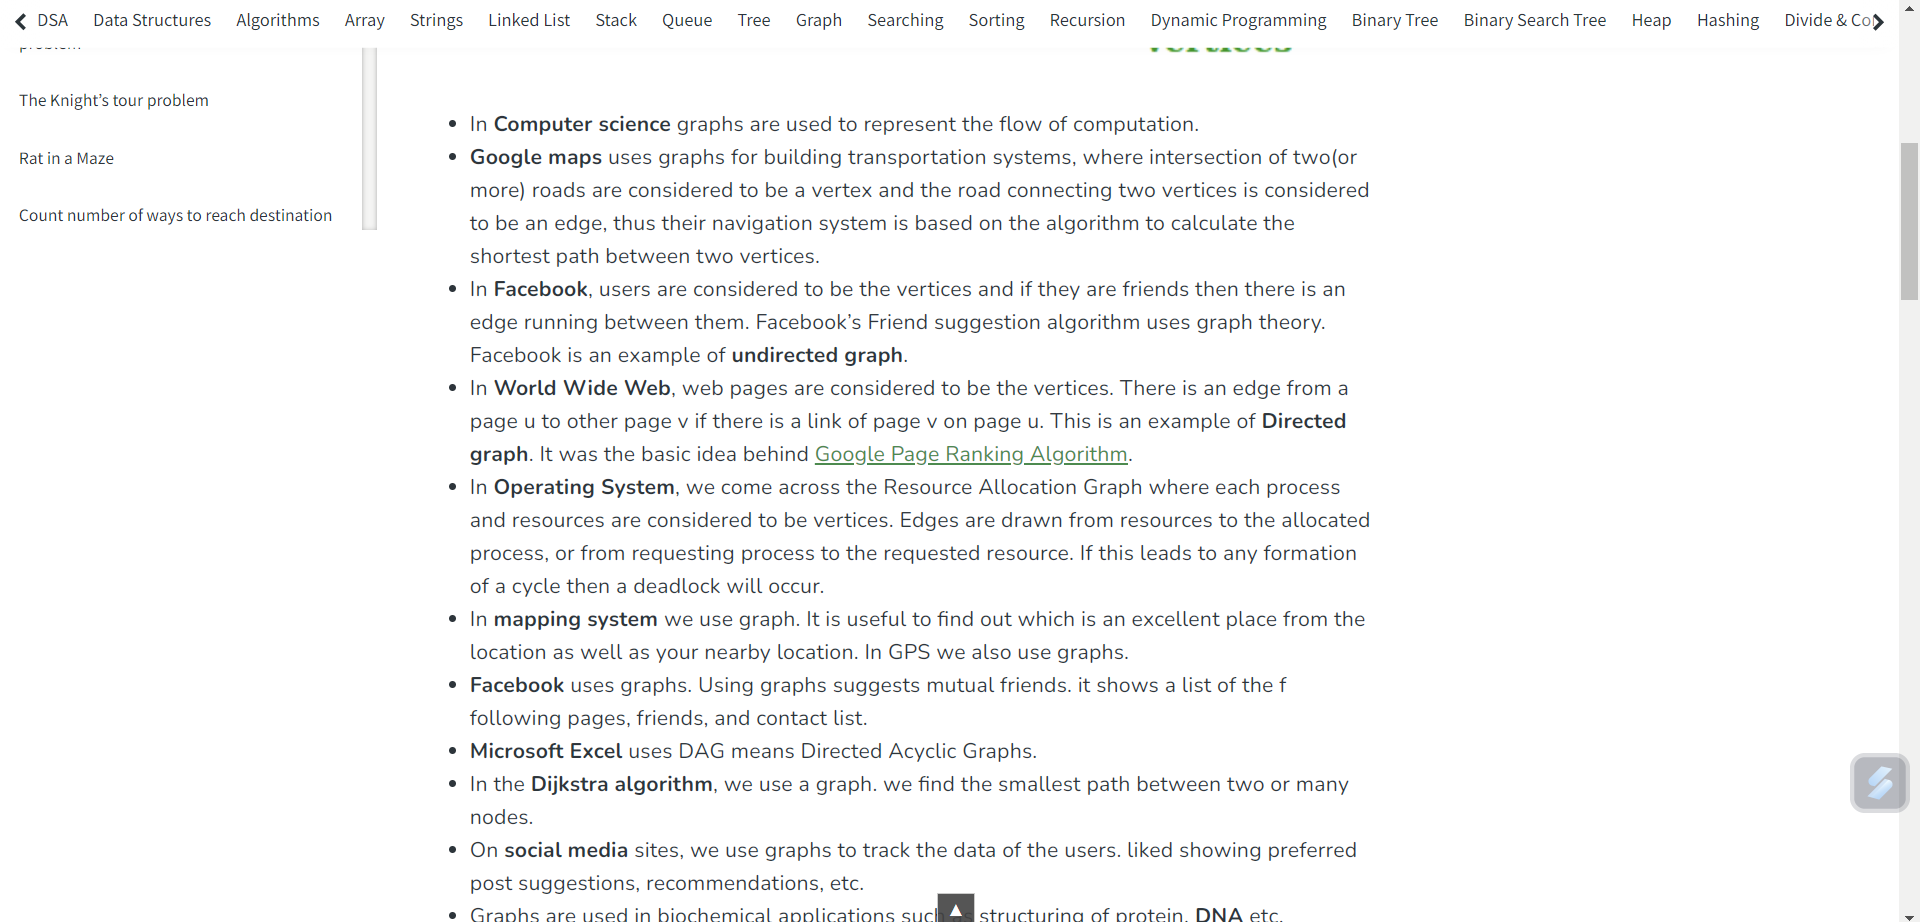 DSA Data Structures Algorithms Array Strings Linked List Stack Queue Tree Graph Searching Sorting Recursion Dynamic Programming Binary Tree Binary Search Tree Heap Hashing Divide &
problem
The Knight’s tour problem
Rat in a Maze
Count number of ways to reach destination
vertices
In Computer science graphs are used to represent the flow of computation.
Google maps uses graphs for building transportation systems, where intersection of two(or
more) roads are considered to be a vertex and the road connecting two vertices is considered
to be an edge, thus their navigation system is based on the algorithm to calculate the
shortest path between two vertices.
In Facebook, users are considered to be the vertices and if they are friends then there is an
edge running between them. Facebook’s Friend suggestion algorithm uses graph theory.
Facebook is an example of undirected graph.
In World Wide Web, web pages are considered to be the vertices. There is an edge from a
page u to other page v if there is a link of page v on page u. This is an example of Directed
graph. It was the basic idea behind Google Page Ranking Algorithm.
In Operating System, we come across the Resource Allocation Graph where each process
and resources are considered to be vertices. Edges are drawn from resources to the allocated
process, or from requesting process to the requested resource. If this leads to any formation
of a cycle then a deadlock will occur.
In mapping system we use graph. It is useful to find out which is an excellent place from the
location as well as your nearby location. In GPS we also use graphs.
Facebook uses graphs. Using graphs suggests mutual friends. it shows a list of the f
following pages, friends, and contact list.
Microsoft Excel uses DAG means Directed Acyclic Graphs.
In the Dijkstra algorithm, we use a graph. we find the smallest path between two or many
nodes.
On social media sites, we use graphs to track the data of the users. liked showing preferred
post suggestions, recommendations, etc.
Graphs are used in biochemical applications such as structuring of protein, DNA etc.